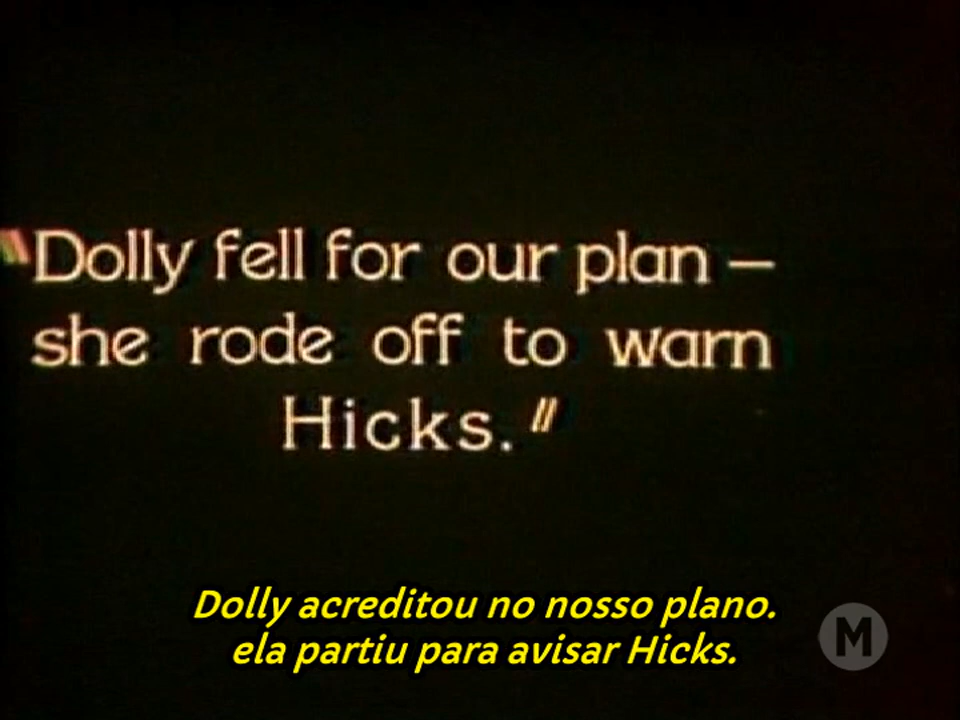 "Dolly fell for our plan —
she rode off to warn
Hicks."
Dolly acreditou no nosso plano.
ela partiu para avisar Hicks.
M